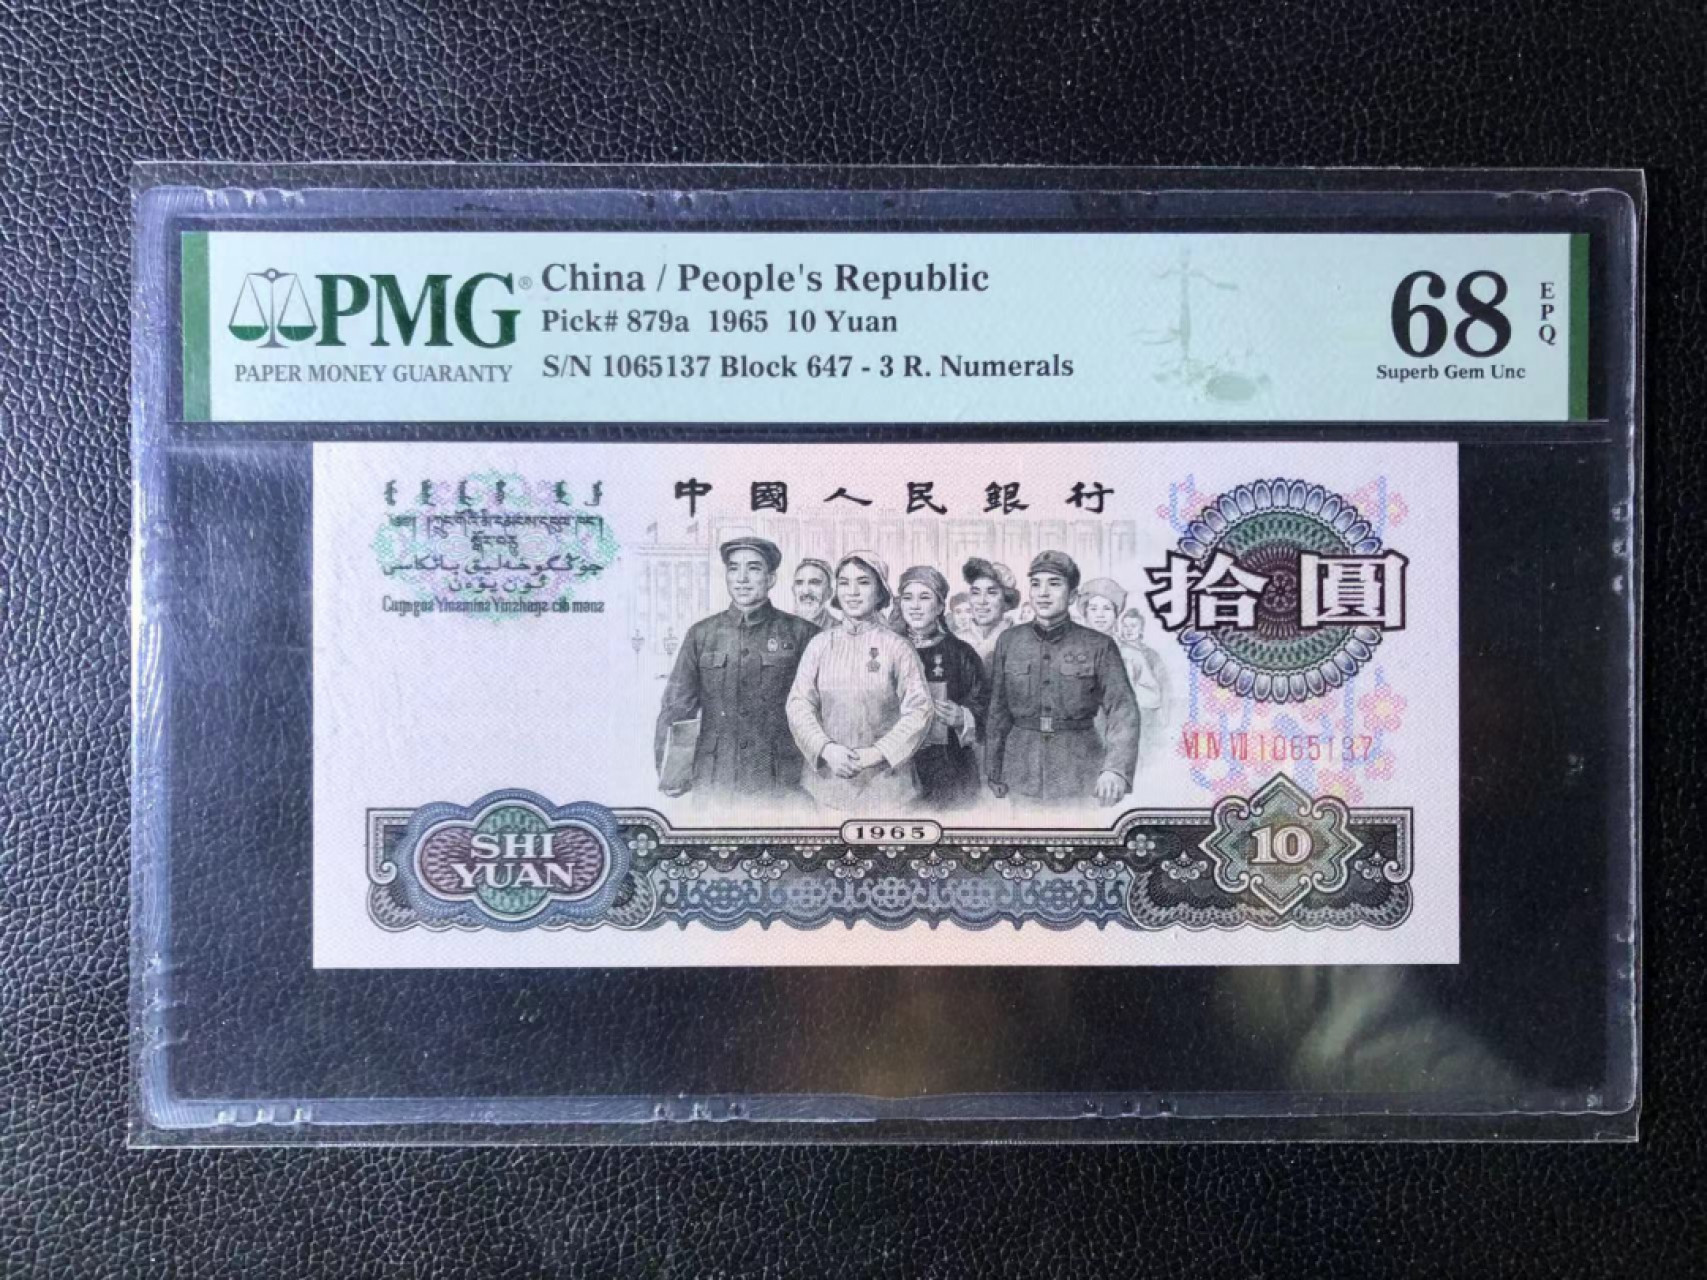 PMG®
PAPER MONEY GUARANTY
China / People's Republic
Pick# 879a 1965 10 Yuan
S/N 1065137 Block 647 - 3 R. Numerals
68
EPQ
Superb Gem Unc
中國人民銀行
拾圓
VI IV VII 1065137
1965
SHI
YUAN
10